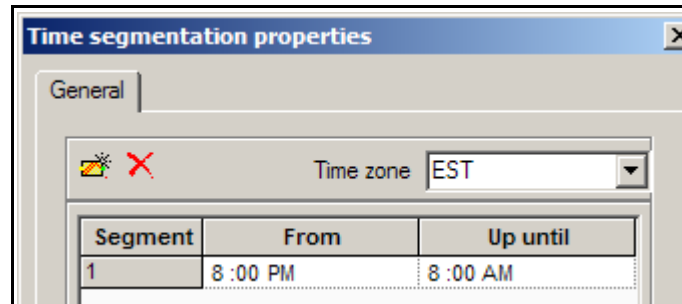 Time segmentation properties
General
Time zone EST
Segment From Up until
1 8 :00 PM 8 :00 AM